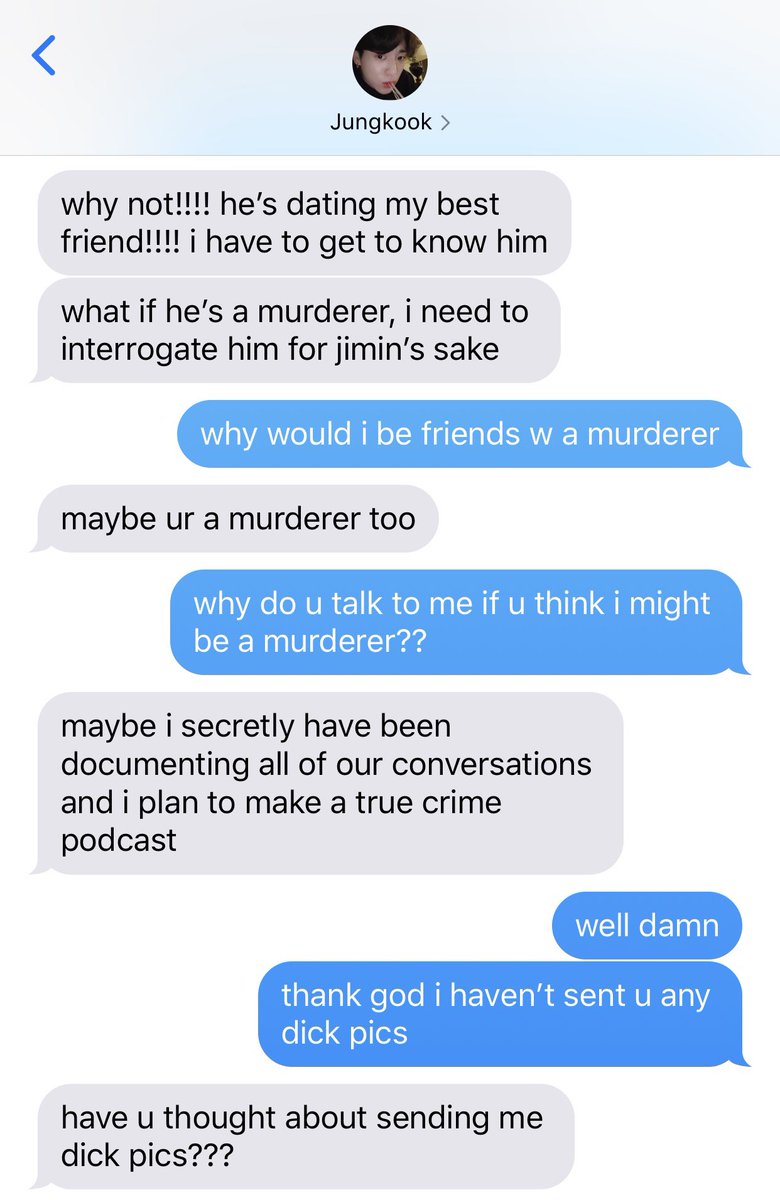 Jungkook
why not!!!! he’s dating my best
friend!!!! i have to get to know him
what if he’s a murderer, i need to
interrogate him for jimin’s sake
why would i be friends w a murderer
maybe ur a murderer too
why do u talk to me if u think i might
be a murderer??
maybe i secretly have been
documenting all of our conversations
and i plan to make a true crime
podcast
well damn
thank god i haven’t sent u any
dick pics
have u thought about sending me
dick pics???